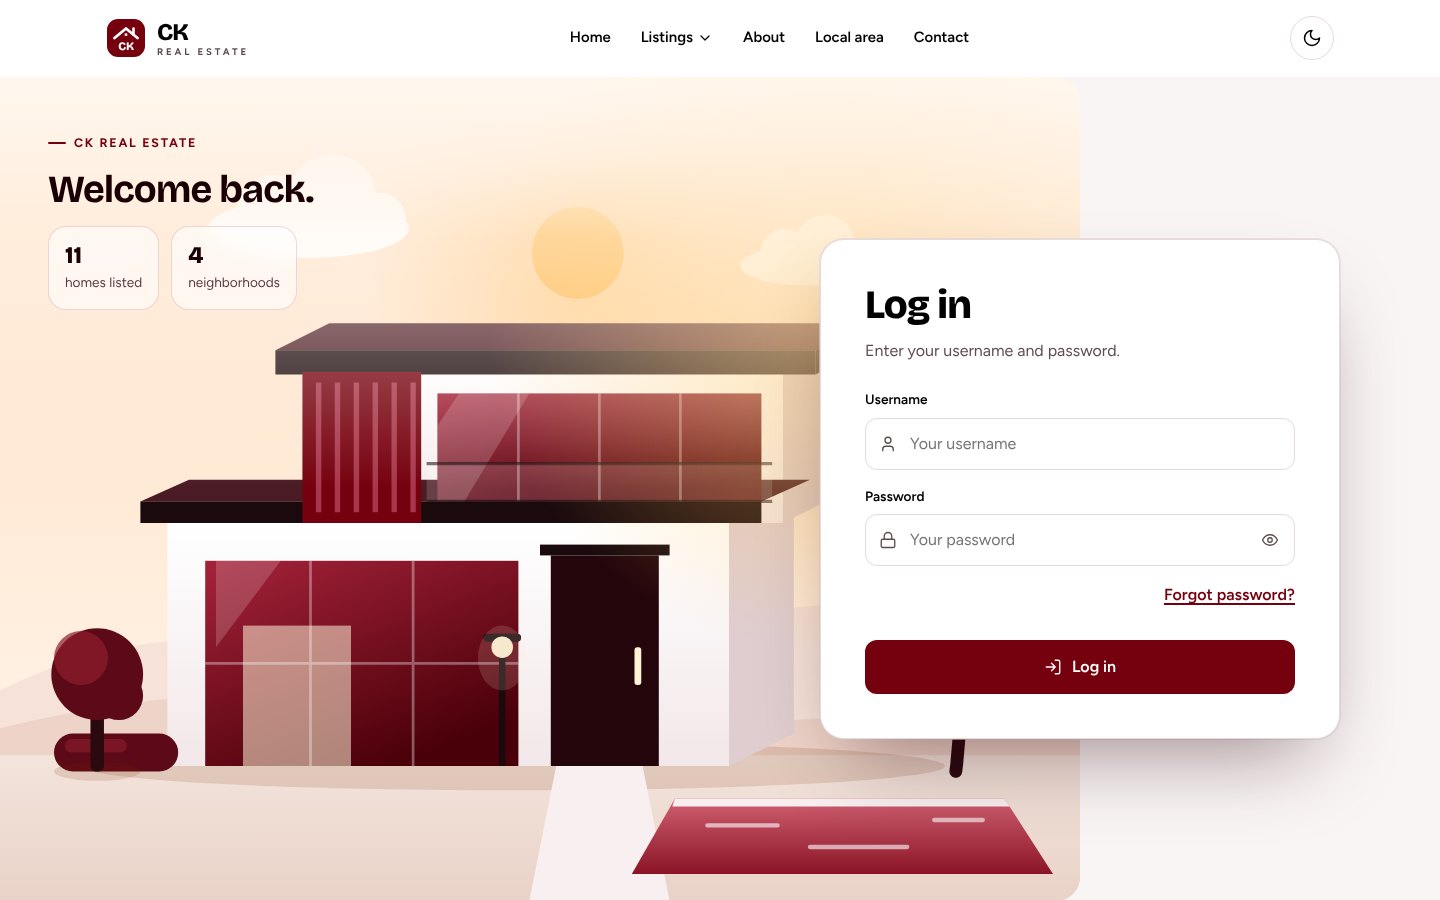 CK
CK
REAL ESTATE
Home
Listings
About
Local area
Contact
CK REAL ESTATE
Welcome back.
11
homes listed
4
neighborhoods
Log in
Enter your username and password.
Username
Your username
Password
Your password
Forgot password?
Log in